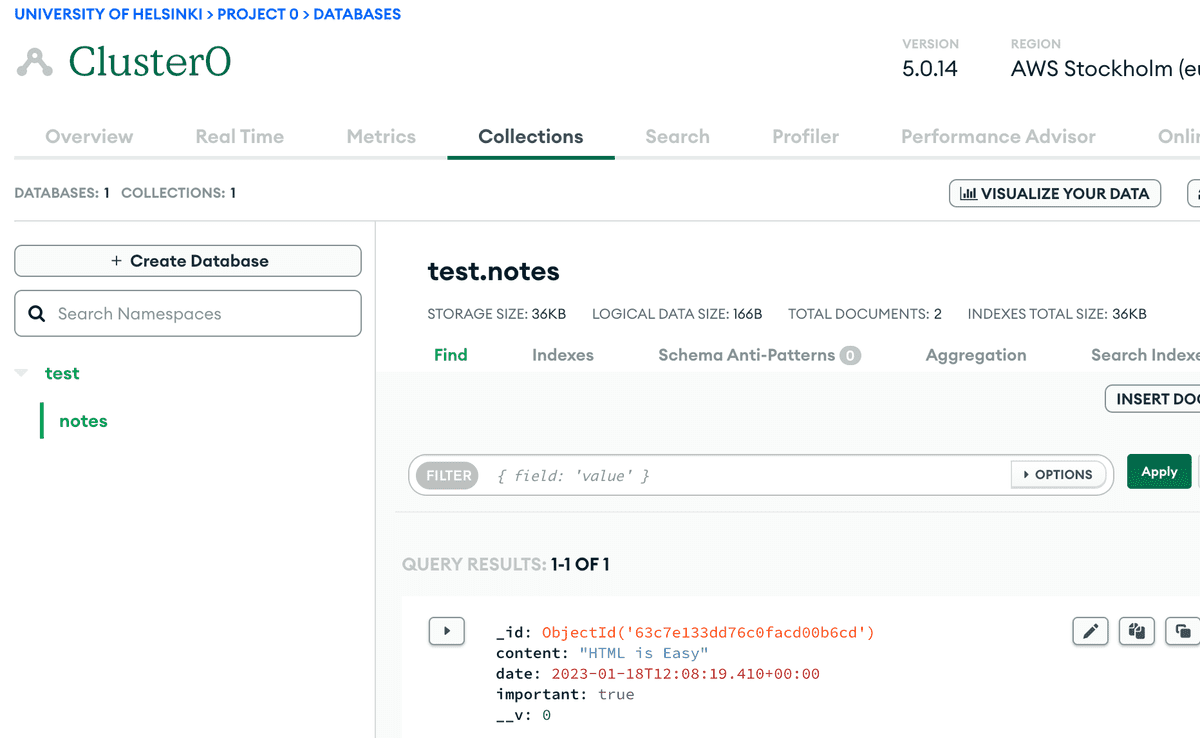 UNIVERSITY OF HELSINKI > PROJECT 0 > DATABASES
Cluster0
VERSION
5.0.14
REGION
AWS Stockholm (eu
Overview Real Time Metrics Collections Search Profiler Performance Advisor Onlin
DATABASES: 1 COLLECTIONS: 1
VISUALIZE YOUR DATA
+ Create Database
Search Namespaces
test
notes
test.notes
STORAGE SIZE: 36KB LOGICAL DATA SIZE: 166B TOTAL DOCUMENTS: 2 INDEXES TOTAL SIZE: 36KB
Find Indexes Schema Anti-Patterns 0 Aggregation Search Indexe
INSERT DOC
FILTER { field: 'value' } OPTIONS Apply
QUERY RESULTS: 1-1 OF 1
_id: ObjectId('63c7e133dd76c0facd00b6cd')
content: "HTML is Easy"
date: 2023-01-18T12:08:19.410+00:00
important: true
__v: 0